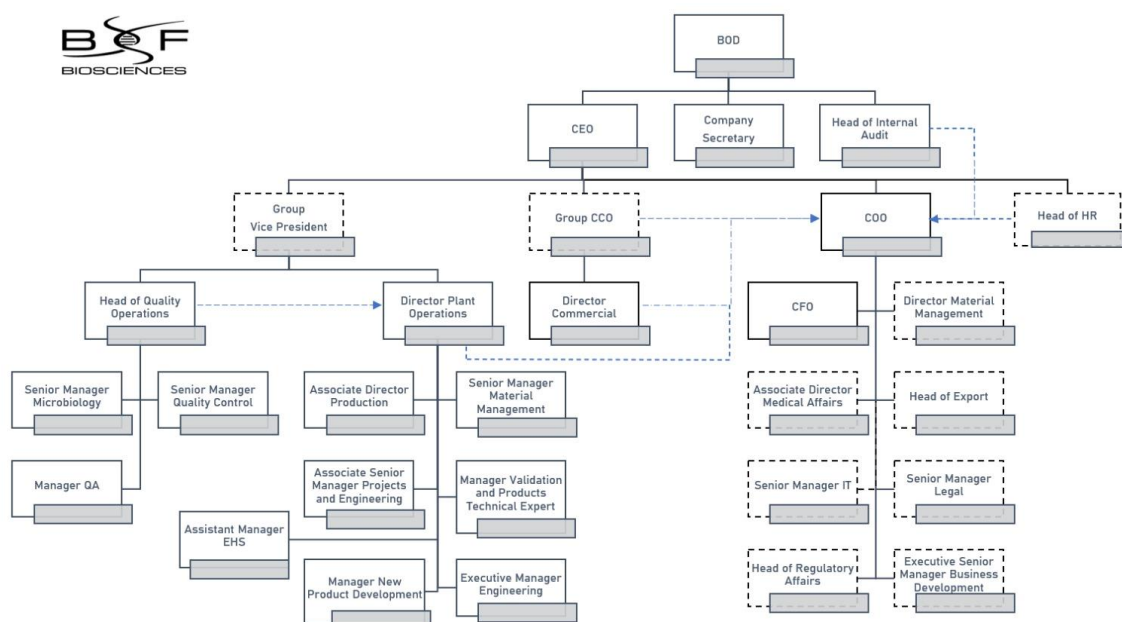 BSF
BIOSCIENCES
BOD
CEO
Company
Secretary
Head of Internal
Audit
Group
Vice President
Group CCO
COO
Head of HR
Head of Quality
Operations
Director Plant
Operations
Director
Commercial
CFO
Director Material
Management
Senior Manager
Microbiology
Senior Manager
Quality Control
Associate Director
Production
Senior Manager
Material
Management
Associate Director
Medical Affairs
Head of Export
Manager QA
Associate Senior
Manager Projects
and Engineering
Manager Validation
and Products
Technical Expert
Senior Manager IT
Senior Manager
Legal
Assistant Manager
EHS
Manager New
Product Development
Executive Manager
Engineering
Head of Regulatory
Affairs
Executive Senior
Manager Business
Development